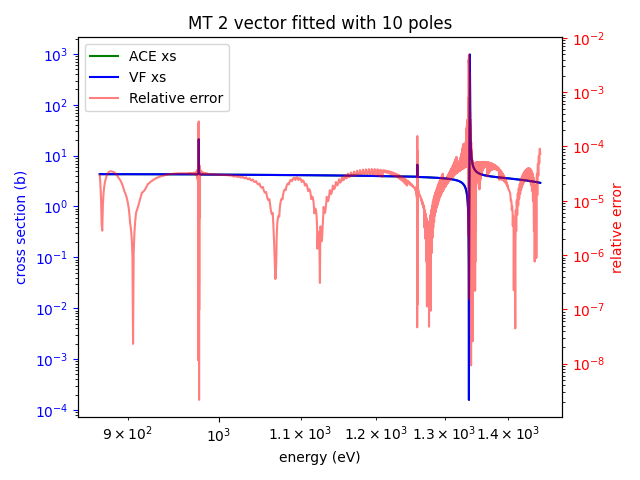 MT 2 vector fitted with 10 poles
ACE xs
VF xs
Relative error
cross section (b)
10³
10²
10¹
10⁰
10⁻¹
10⁻²
10⁻³
10⁻⁴
10⁻²
10⁻³
10⁻⁴
10⁻⁵
10⁻⁶
10⁻⁷
10⁻⁸
relative error
9 × 10² 10³ 1.1 × 10³ 1.2 × 10³ 1.3 × 10³ 1.4 × 10³
energy (eV)